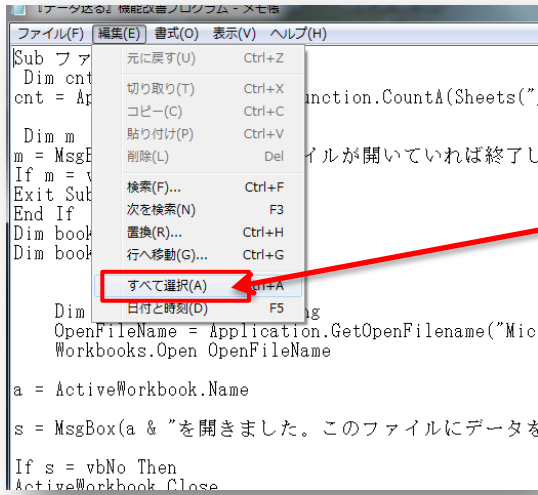 『データ送る』機能改善プログラム - メモ帳
ファイル(F) 編集(E) 書式(O) 表示(V) ヘルプ(H)
元に戻す(U) Ctrl+Z
切り取り(T) Ctrl+X
コピー(C) Ctrl+C
貼り付け(P) Ctrl+V
削除(L) Del
検索(F)... Ctrl+F
次を検索(N) F3
置換(R)... Ctrl+H
行へ移動(G)... Ctrl+G
すべて選択(A) Ctrl+A
日付と時刻(D) F5
Sub ファ
Dim cnt
cnt = Ap unction.CountA(Sheets("
Dim m
m = MsgB イルが開いていれば終了し
If m = v
Exit Sub
End If
Dim book
Dim book
Dim g
OpenFileName = Application.GetOpenFilename("Mic
Workbooks.Open OpenFileName
a = ActiveWorkbook.Name
s = MsgBox(a & "を開きました。このファイルにデータを
If s = vbNo Then
ActiveWorkbook.Close